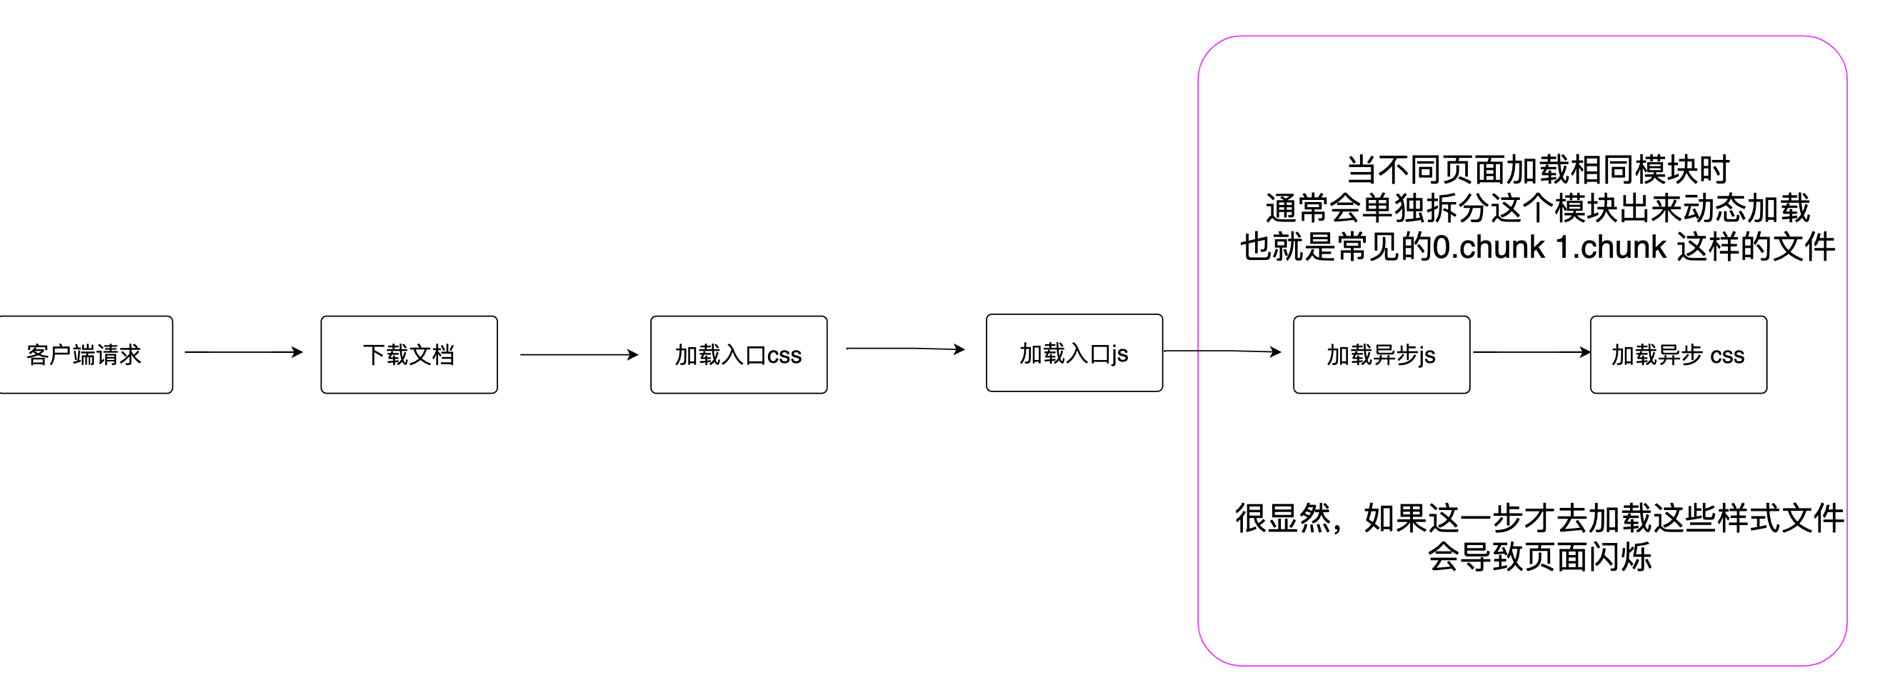 当不同页面加载相同模块时
通常会单独拆分这个模块出来动态加载
也就是常见的0.chunk 1.chunk 这样的文件
客户端请求
下载文档
加载入口css
加载入口js
加载异步js
加载异步 css
很显然，如果这一步才去加载这些样式文件
会导致页面闪烁